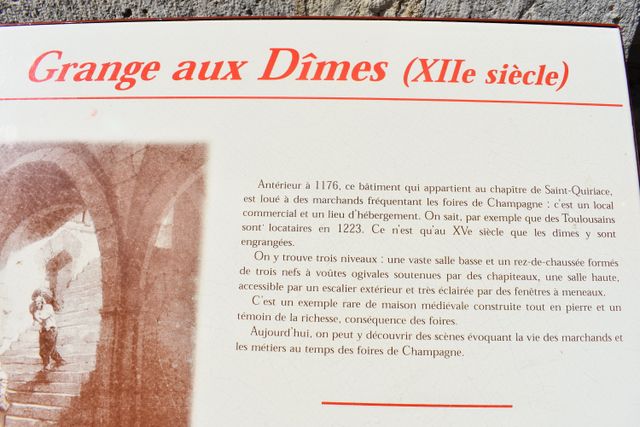 Grange aux Dîmes (XIIe siècle)
Antérieur à 1176, ce bâtiment qui appartient au chapitre de Saint-Quiriace,
est loué à des marchands fréquentant les foires de Champagne : c'est un local
commercial et un lieu d'hébergement. On sait, par exemple que des Toulousains
sont locataires en 1223. Ce n'est qu'au XVe siècle que les dîmes y sont
engrangées.
On y trouve trois niveaux : une vaste salle basse et un rez-de-chaussée formés
de trois nefs à voûtes ogivales soutenues par des chapiteaux, une salle haute,
accessible par un escalier extérieur et très éclairée par des fenêtres à meneaux.
C'est un exemple rare de maison médiévale construite tout en pierre et un
témoin de la richesse, conséquence des foires.
Aujourd'hui, on peut y découvrir des scènes évoquant la vie des marchands et
les métiers au temps des foires de Champagne.